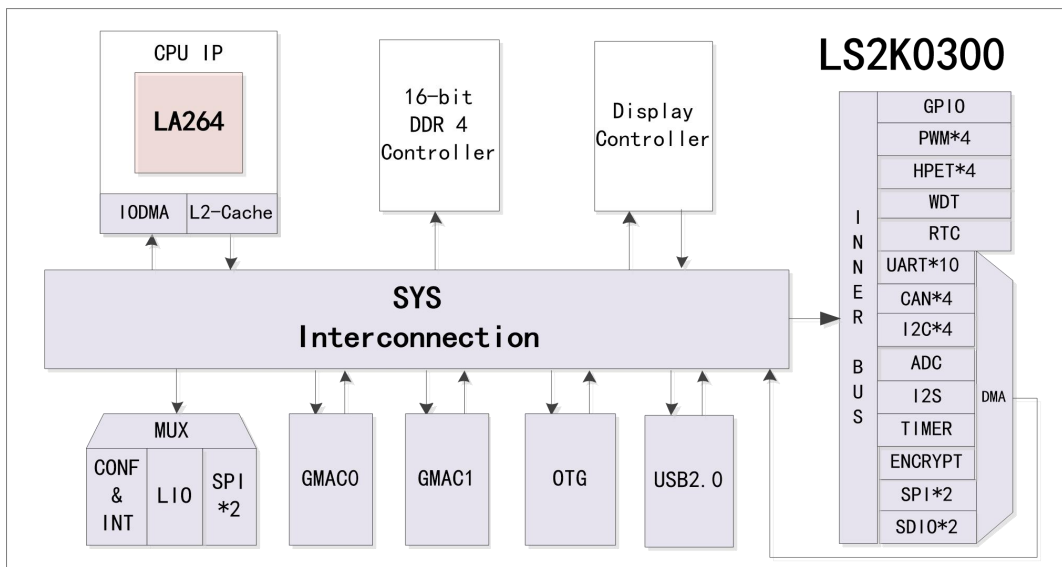 LS2K0300
CPU IP
LA264
IODMA
L2-Cache
16-bit
DDR 4
Controller
Display
Controller
SYS
Interconnection
MUX
CONF
&
INT
LIO
SPI
*2
GMAC0
GMAC1
OTG
USB2.0
INNER BUS
GPIO
PWM*4
HPET*4
WDT
RTC
UART*10
CAN*4
I2C*4
ADC
I2S
TIMER
ENCRYPT
SPI*2
SDIO*2
DMA